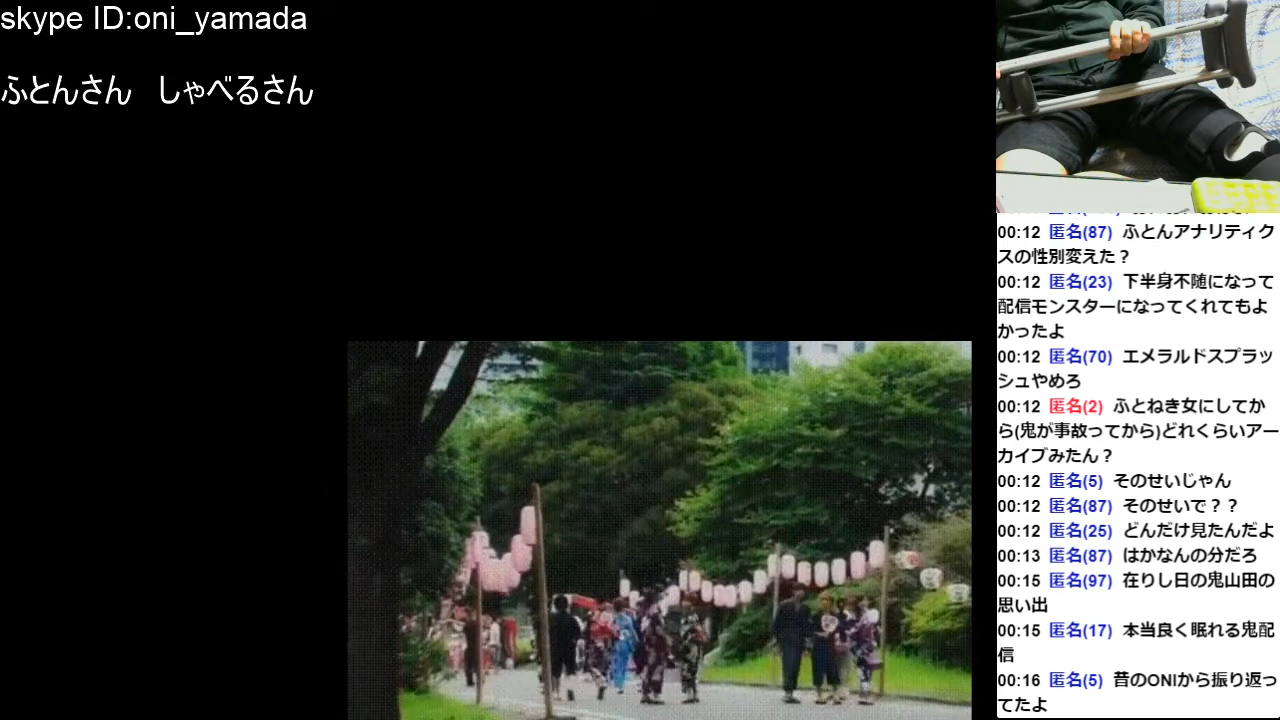 skype ID:oni_yamada
ふとんさん　しゃべるさん
00:12 匿名(87) ふとんアナリティク
スの性別変えた？
00:12 匿名(23) 下半身不随になって
配信モンスターになってくれてもよ
かったよ
00:12 匿名(70) エメラルドスプラッ
シュやめろ
00:12 匿名(2) ふとねき女にしてか
ら(鬼が事故ってから)どれくらいアー
カイブみたん？
00:12 匿名(5) そのせいじゃん
00:12 匿名(87) そのせいで？？
00:12 匿名(25) どんだけ見たんだよ
00:13 匿名(87) はかなんの分だろ
00:15 匿名(97) 在りし日の鬼山田の
思い出
00:15 匿名(17) 本当良く眠れる鬼配
信
00:16 匿名(5) 昔のONIから振り返っ
てたよ